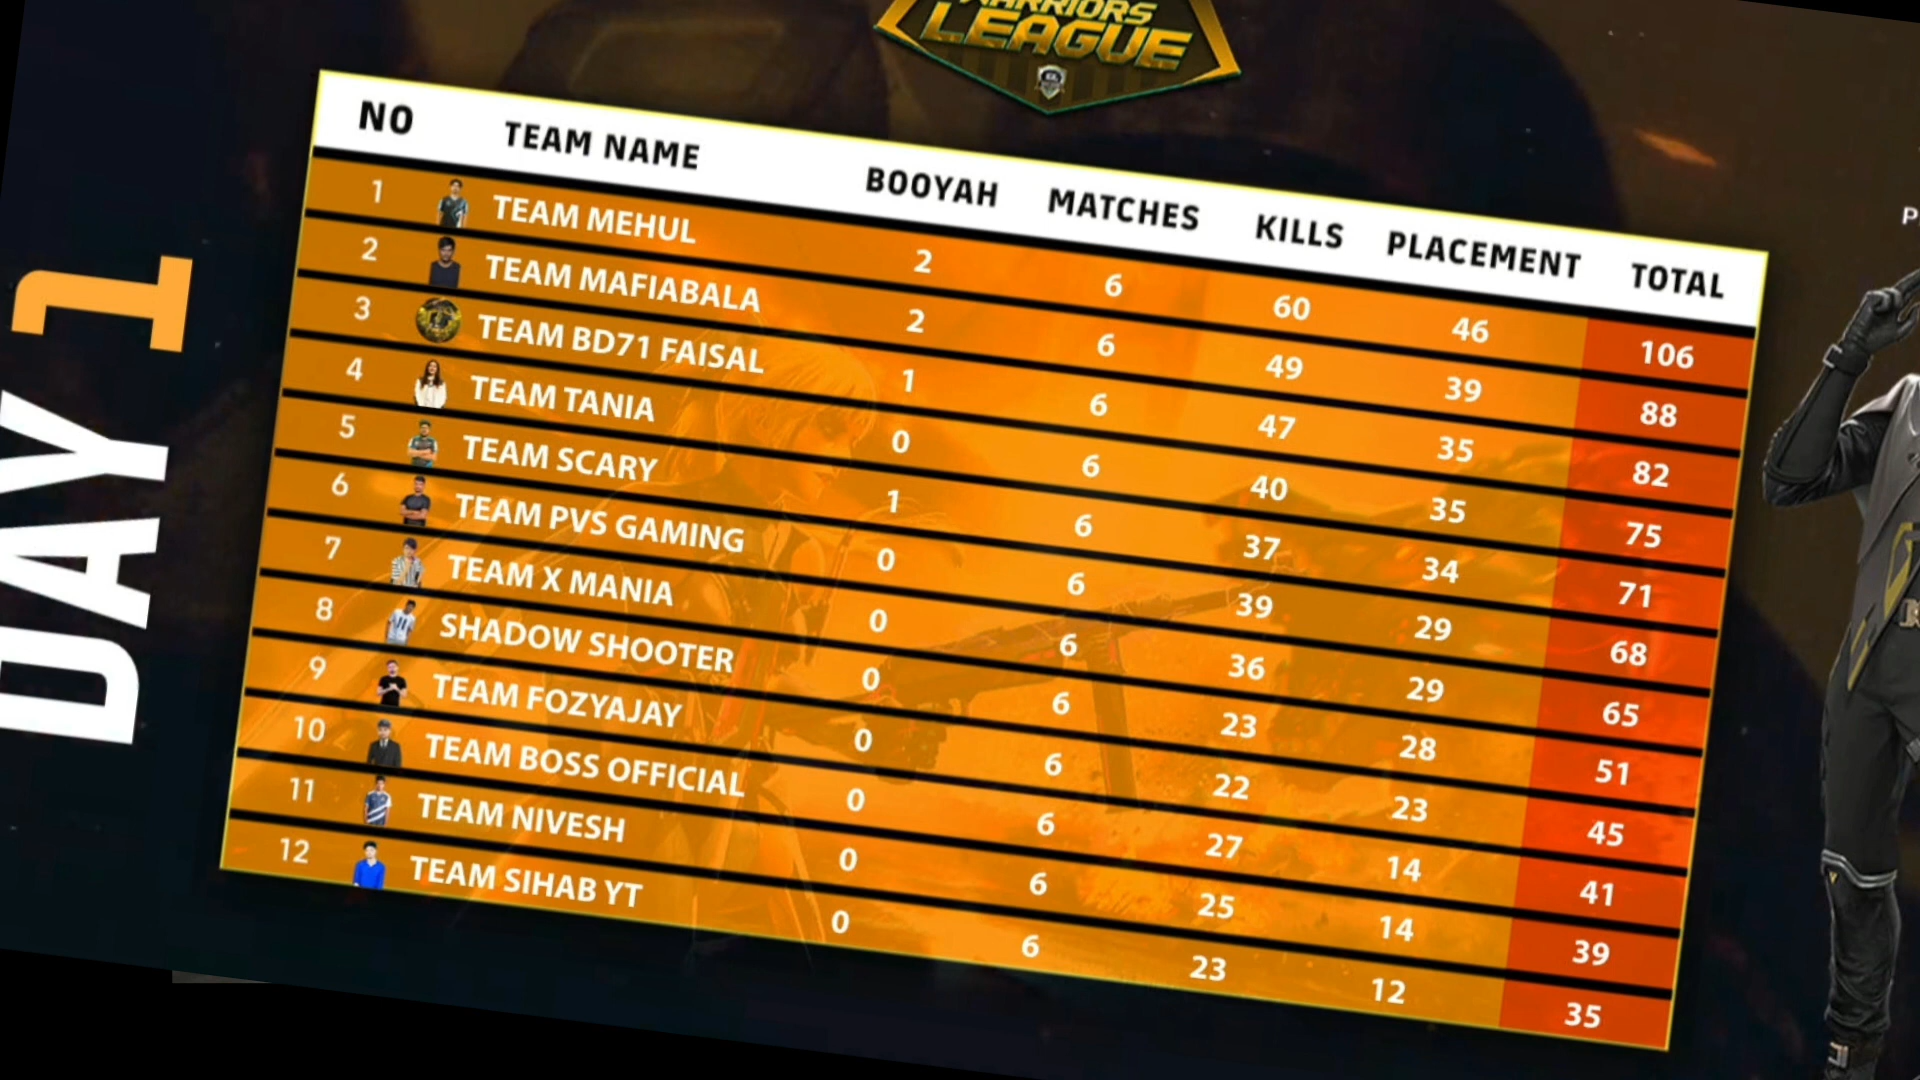 WARRIORS
LEAGUE
DAY 1
NO TEAM NAME BOOYAH MATCHES KILLS PLACEMENT TOTAL
1 TEAM MEHUL 2 6 60 46 106
2 TEAM MAFIABALA 2 6 49 39 88
3 TEAM BD71 FAISAL 1 6 47 35 82
4 TEAM TANIA 0 6 40 35 75
5 TEAM SCARY 1 6 37 34 71
6 TEAM PVS GAMING 0 6 39 29 68
7 TEAM X MANIA 0 6 36 29 65
8 SHADOW SHOOTER 0 6 23 28 51
9 TEAM FOZYAJAY 0 6 22 23 45
10 TEAM BOSS OFFICIAL 0 6 27 14 41
11 TEAM NIVESH 0 6 25 14 39
12 TEAM SIHAB YT 0 6 23 12 35